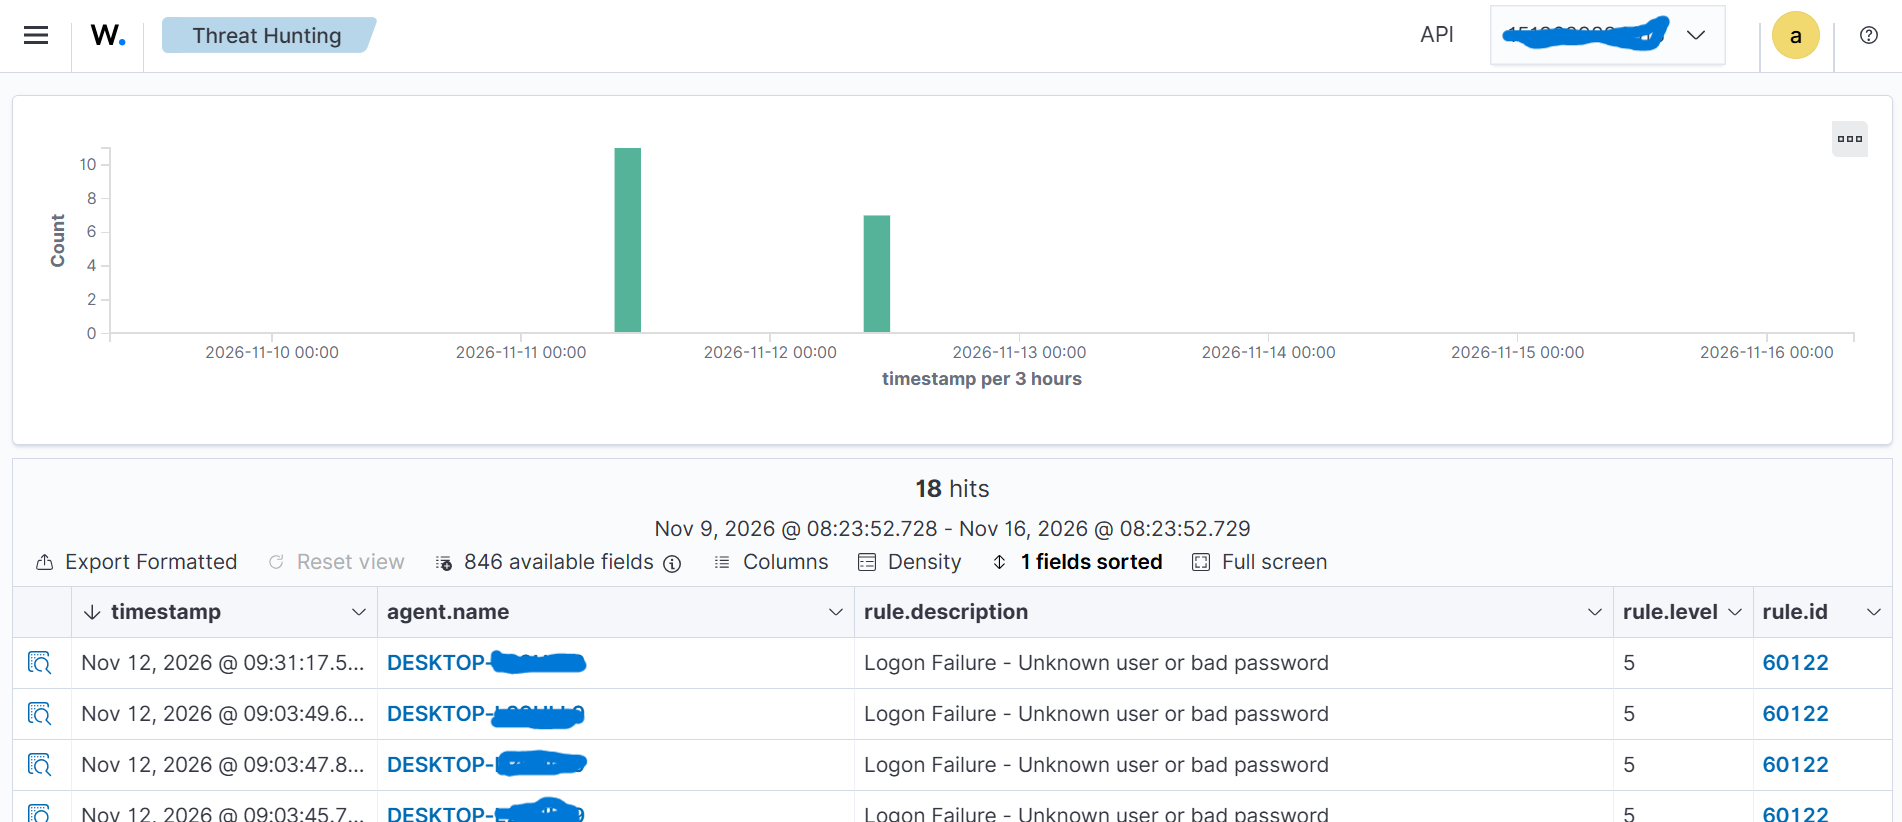 W. Threat Hunting API a
10
8
6
4
2
0
Count
2026-11-10 00:00 2026-11-11 00:00 2026-11-12 00:00 2026-11-13 00:00 2026-11-14 00:00 2026-11-15 00:00 2026-11-16 00:00
timestamp per 3 hours
18 hits
Nov 9, 2026 @ 08:23:52.728 - Nov 16, 2026 @ 08:23:52.729
Export Formatted Reset view 846 available fields Columns Density 1 fields sorted Full screen
timestamp agent.name rule.description rule.level rule.id
Nov 12, 2026 @ 09:31:17.5... DESKTOP- Logon Failure - Unknown user or bad password 5 60122
Nov 12, 2026 @ 09:03:49.6... DESKTOP- Logon Failure - Unknown user or bad password 5 60122
Nov 12, 2026 @ 09:03:47.8... DESKTOP- Logon Failure - Unknown user or bad password 5 60122
Nov 12, 2026 @ 09:03:45.7... DESKTOP- Logon Failure - Unknown user or bad password 5 60122